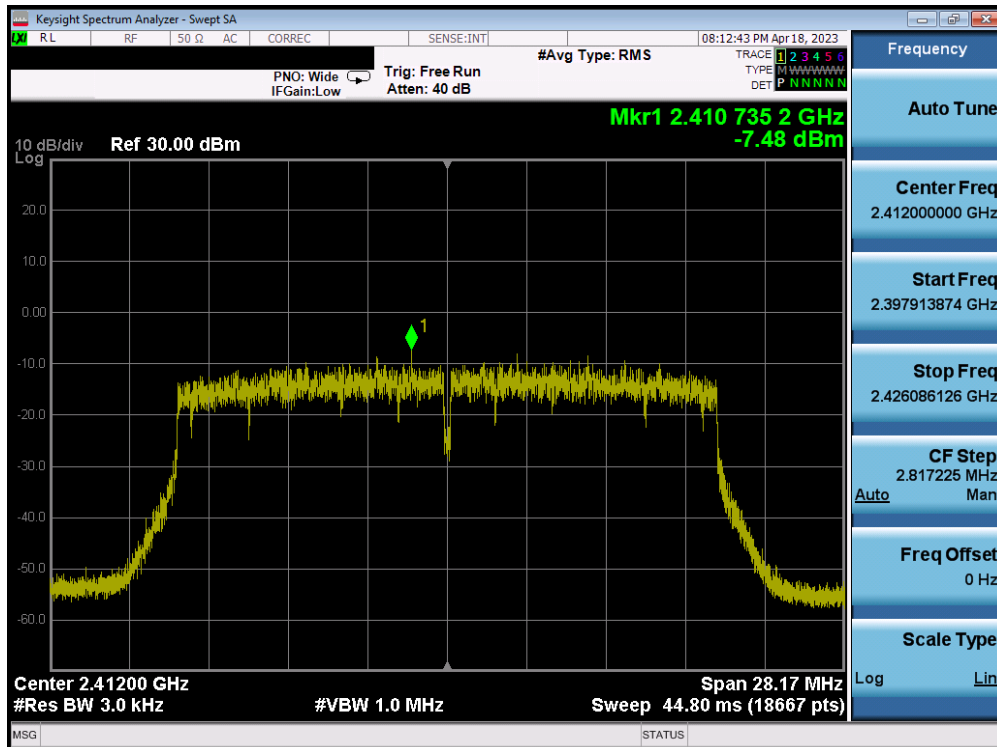 Keysight Spectrum Analyzer - Swept SA
LXI RL RF 50 Ω AC CORREC SENSE:INT 08:12:43 PM Apr 18, 2023
PNO: Wide Trig: Free Run #Avg Type: RMS TRACE 1 2 3 4 5 6
IFGain:Low Atten: 40 dB TYPE M WWWWW
DET P N N N N N
Mkr1 2.410 735 2 GHz
-7.48 dBm
10 dB/div Ref 30.00 dBm
Log
20.0
10.0
0.00
-10.0
-20.0
-30.0
-40.0
-50.0
-60.0
1
Center 2.41200 GHz Span 28.17 MHz
#Res BW 3.0 kHz #VBW 1.0 MHz Sweep 44.80 ms (18667 pts)
MSG STATUS
Frequency
Auto Tune
Center Freq
2.412000000 GHz
Start Freq
2.397913874 GHz
Stop Freq
2.426086126 GHz
CF Step
2.817225 MHz
Auto Man
Freq Offset
0 Hz
Scale Type
Log Lin